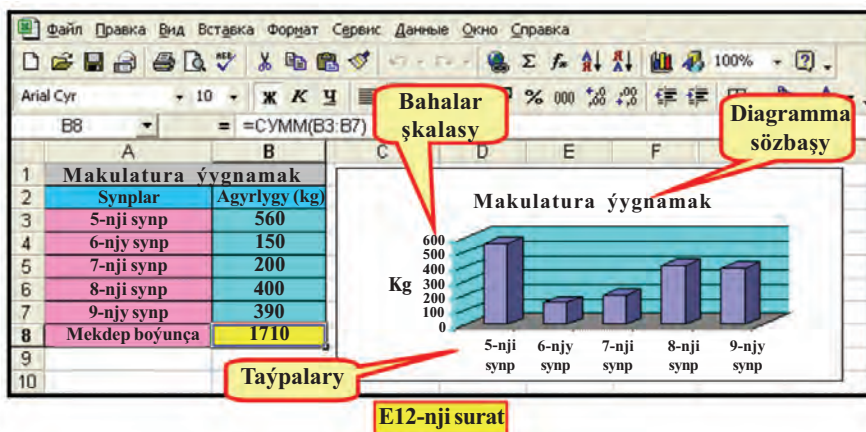 Файл Правка Вид Вставка Формат Сервис Данные Окно Справка
100%
Arial Cyr 10 Ж К Ч % 000
B8 = =СУММ(B3:B7)
Bahalar
şkalasy
Diagramma
sözbaşy
A B C D E F
1 Makulatura ýygnamak
2 Synplar Agyrlygy (kg)
3 5-nji synp 560
4 6-njy synp 150
5 7-nji synp 200
6 8-nji synp 400
7 9-njy synp 390
8 Mekdep boýunça 1710
9
10
Makulatura ýygnamak
Kg
600
500
400
300
200
100
0
5-nji synp
6-njy synp
7-nji synp
8-nji synp
9-njy synp
Taýpalary
E12-nji surat